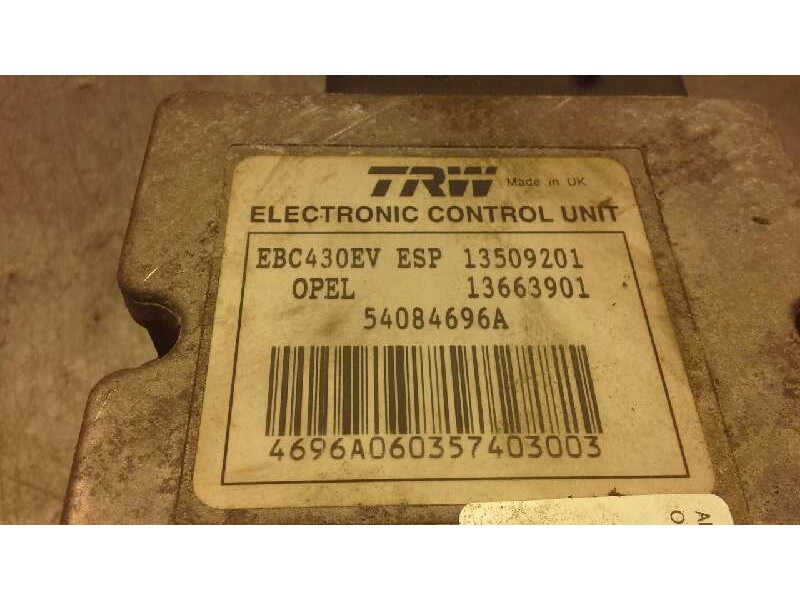 TRW Made in UK
ELECTRONIC CONTROL UNIT
EBC430EV ESP 13509201
OPEL 13663901
54084696A
4696A060357403003